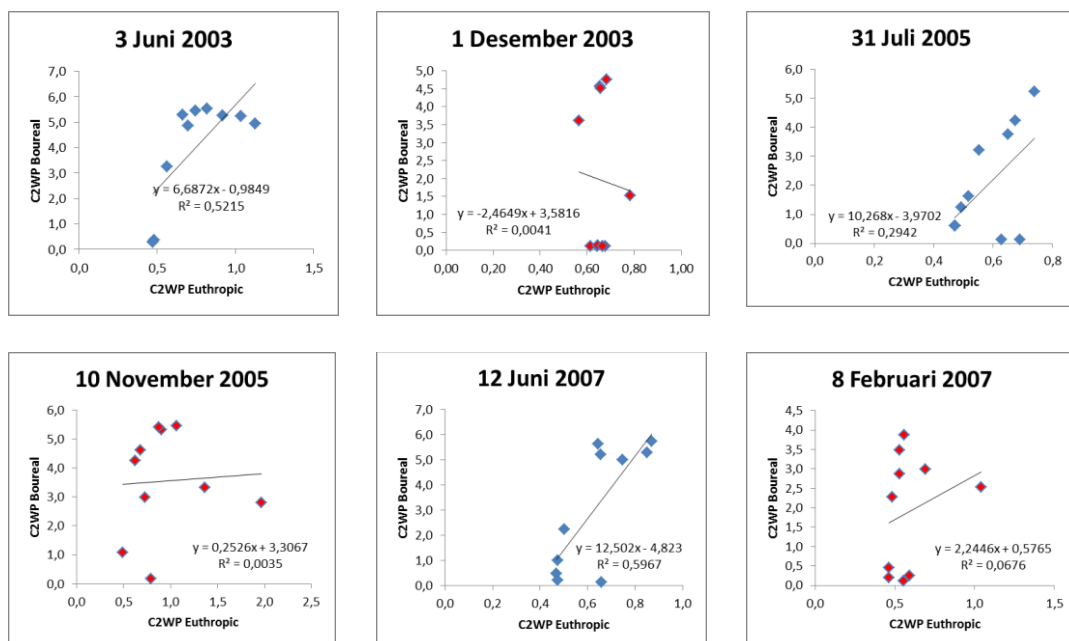 3 Juni 2003
7,0
6,0
5,0
4,0
3,0
2,0
1,0
0,0
C2WP Boureal
y = 6,6872x - 0,9849
R² = 0,5215
0,0 0,5 1,0 1,5
C2WP Euthropic
1 Desember 2003
5,0
4,5
4,0
3,5
3,0
2,5
2,0
1,5
1,0
0,5
0,0
C2WP Boureal
y = -2,4649x + 3,5816
R² = 0,0041
0,00 0,20 0,40 0,60 0,80 1,00
C2WP Euthropic
31 Juli 2005
6,0
5,0
4,0
3,0
2,0
1,0
0,0
C2WP Boureal
y = 10,268x - 3,9702
R² = 0,2942
0,0 0,2 0,4 0,6 0,8
C2WP Euthropic
10 November 2005
6,0
5,0
4,0
3,0
2,0
1,0
0,0
C2WP Boureal
y = 0,2526x + 3,3067
R² = 0,0035
0,0 0,5 1,0 1,5 2,0 2,5
C2WP Euthropic
12 Juni 2007
7,0
6,0
5,0
4,0
3,0
2,0
1,0
0,0
C2WP Boureal
y = 12,502x - 4,823
R² = 0,5967
0,0 0,2 0,4 0,6 0,8 1,0
C2WP Euthropic
8 Februari 2007
4,5
4,0
3,5
3,0
2,5
2,0
1,5
1,0
0,5
0,0
C2WP Boureal
y = 2,2446x + 0,5765
R² = 0,0676
0,0 0,5 1,0 1,5
C2WP Euthropic